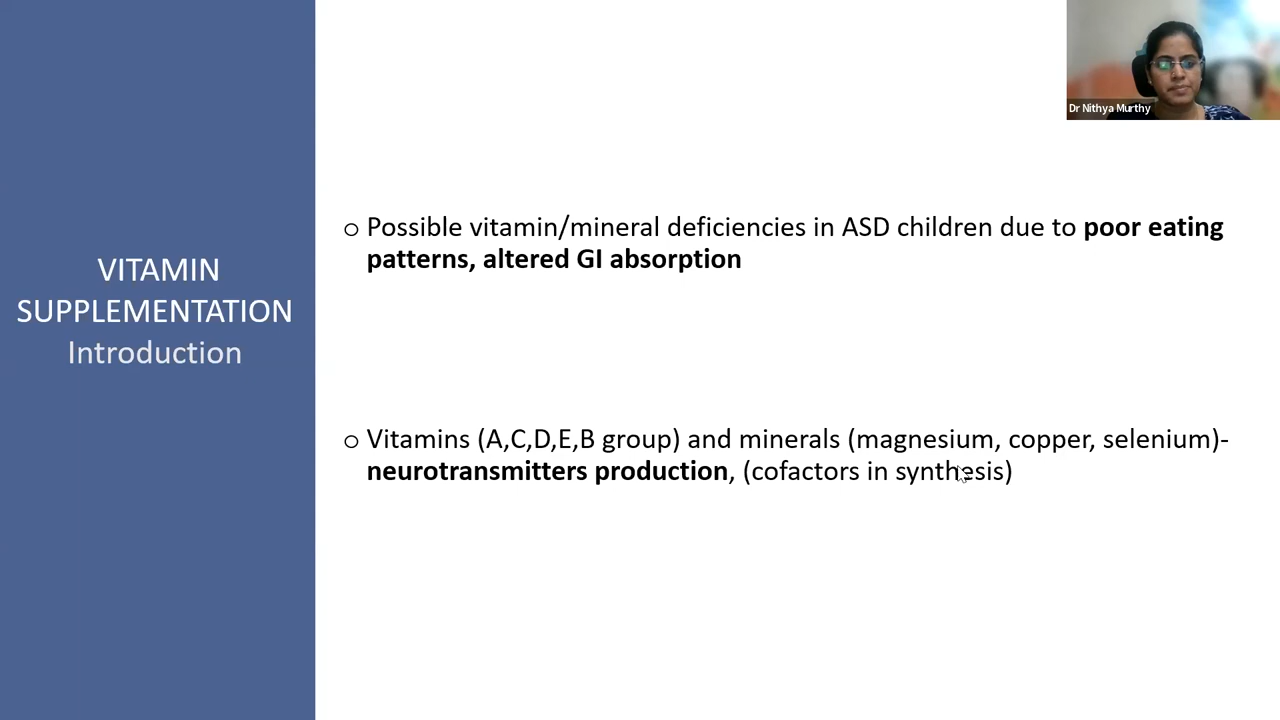 VITAMIN
SUPPLEMENTATION
Introduction
o Possible vitamin/mineral deficiencies in ASD children due to poor eating
patterns, altered GI absorption
o Vitamins (A,C,D,E,B group) and minerals (magnesium, copper, selenium)-
neurotransmitters production, (cofactors in synthesis)
Dr Nithya Murthy